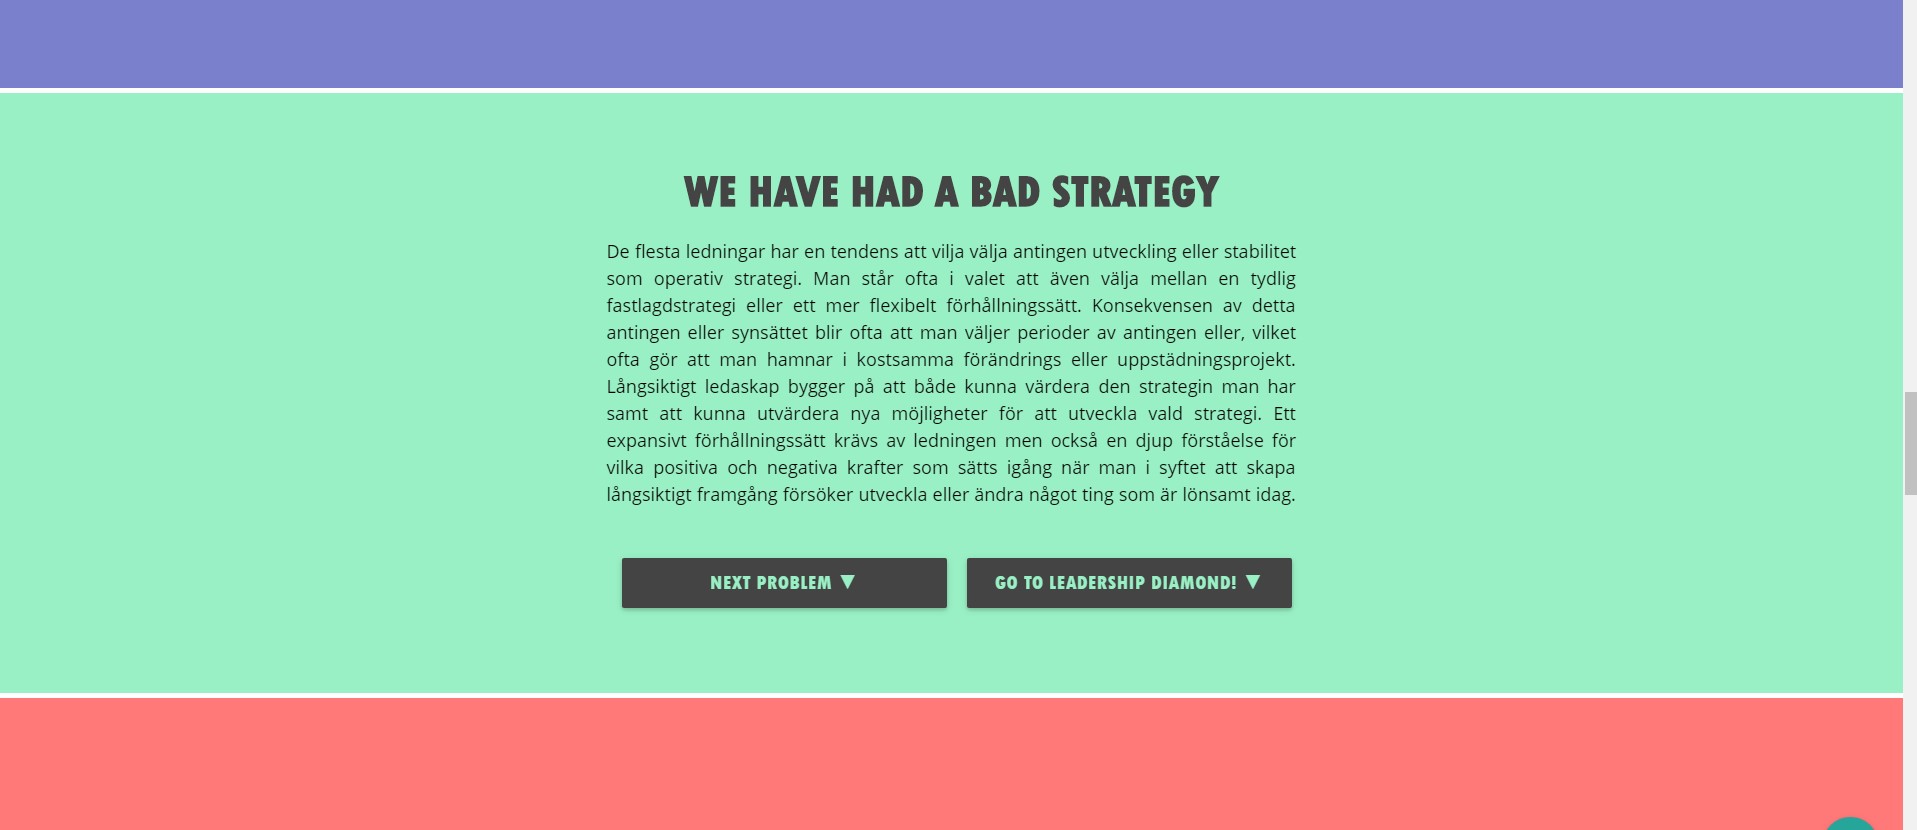 WE HAVE HAD A BAD STRATEGY
De flesta ledningar har en tendens att vilja välja antingen utveckling eller stabilitet
som operativ strategi. Man står ofta i valet att även välja mellan en tydlig
fastlagdstrategi eller ett mer flexibelt förhållningssätt. Konsekvensen av detta
antingen eller synsättet blir ofta att man väljer perioder av antingen eller, vilket
ofta gör att man hamnar i kostsamma förändrings eller uppstädningsprojekt.
Långsiktigt ledaskap bygger på att både kunna värdera den strategin man har
samt att kunna utvärdera nya möjligheter för att utveckla vald strategi. Ett
expansivt förhållningssätt krävs av ledningen men också en djup förståelse för
vilka positiva och negativa krafter som sätts igång när man i syftet att skapa
långsiktigt framgång försöker utveckla eller ändra något ting som är lönsamt idag.
NEXT PROBLEM ▼
GO TO LEADERSHIP DIAMOND! ▼